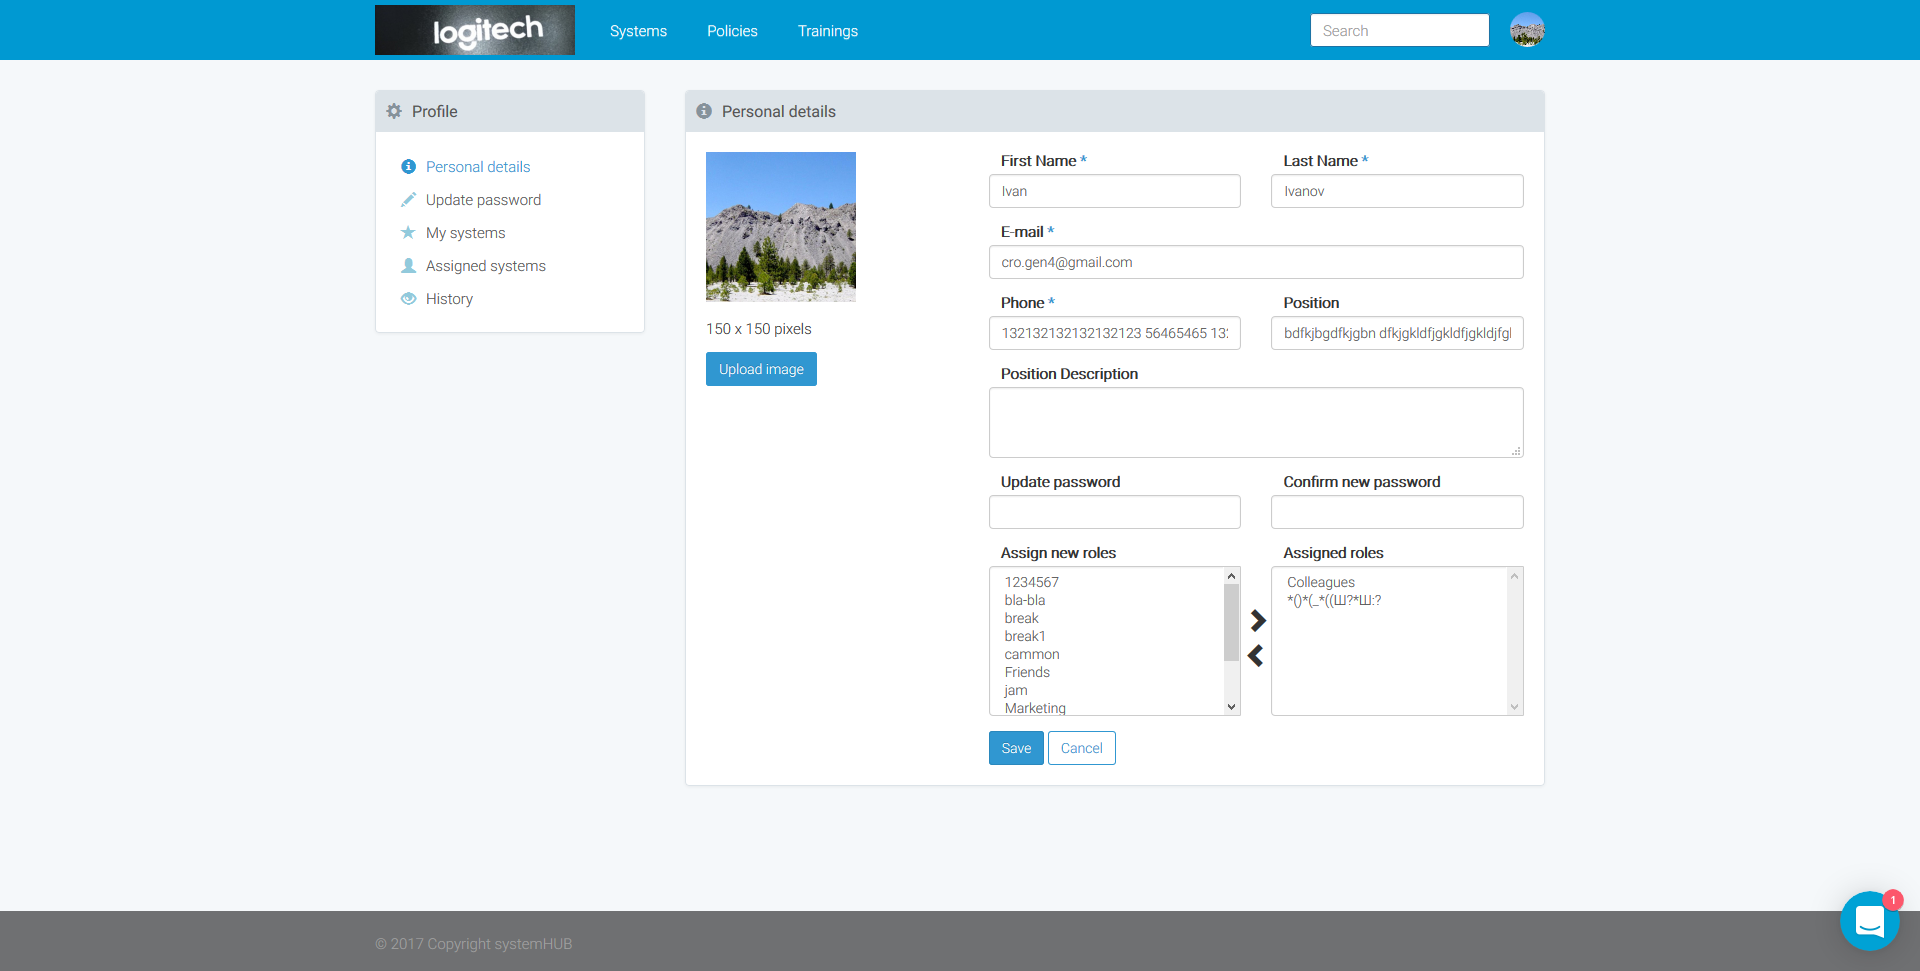 logitech
Systems Policies Trainings Search
Profile
Personal details
Update password
My systems
Assigned systems
History
Personal details
150 x 150 pixels
Upload image
First Name * Last Name *
Ivan Ivanov
E-mail *
cro.gen4@gmail.com
Phone * Position
132132132132132123 56465465 13: bdfkjbgdfkjgbn dfkjgkldfjgkldfjgkldjfgl
Position Description
Update password Confirm new password
Assign new roles Assigned roles
1234567
bla-bla
break
break1
cammon
Friends
jam
Marketing
Colleagues
*()*(_*((Ш?*Ш:?
Save Cancel
1
© 2017 Copyright systemHUB